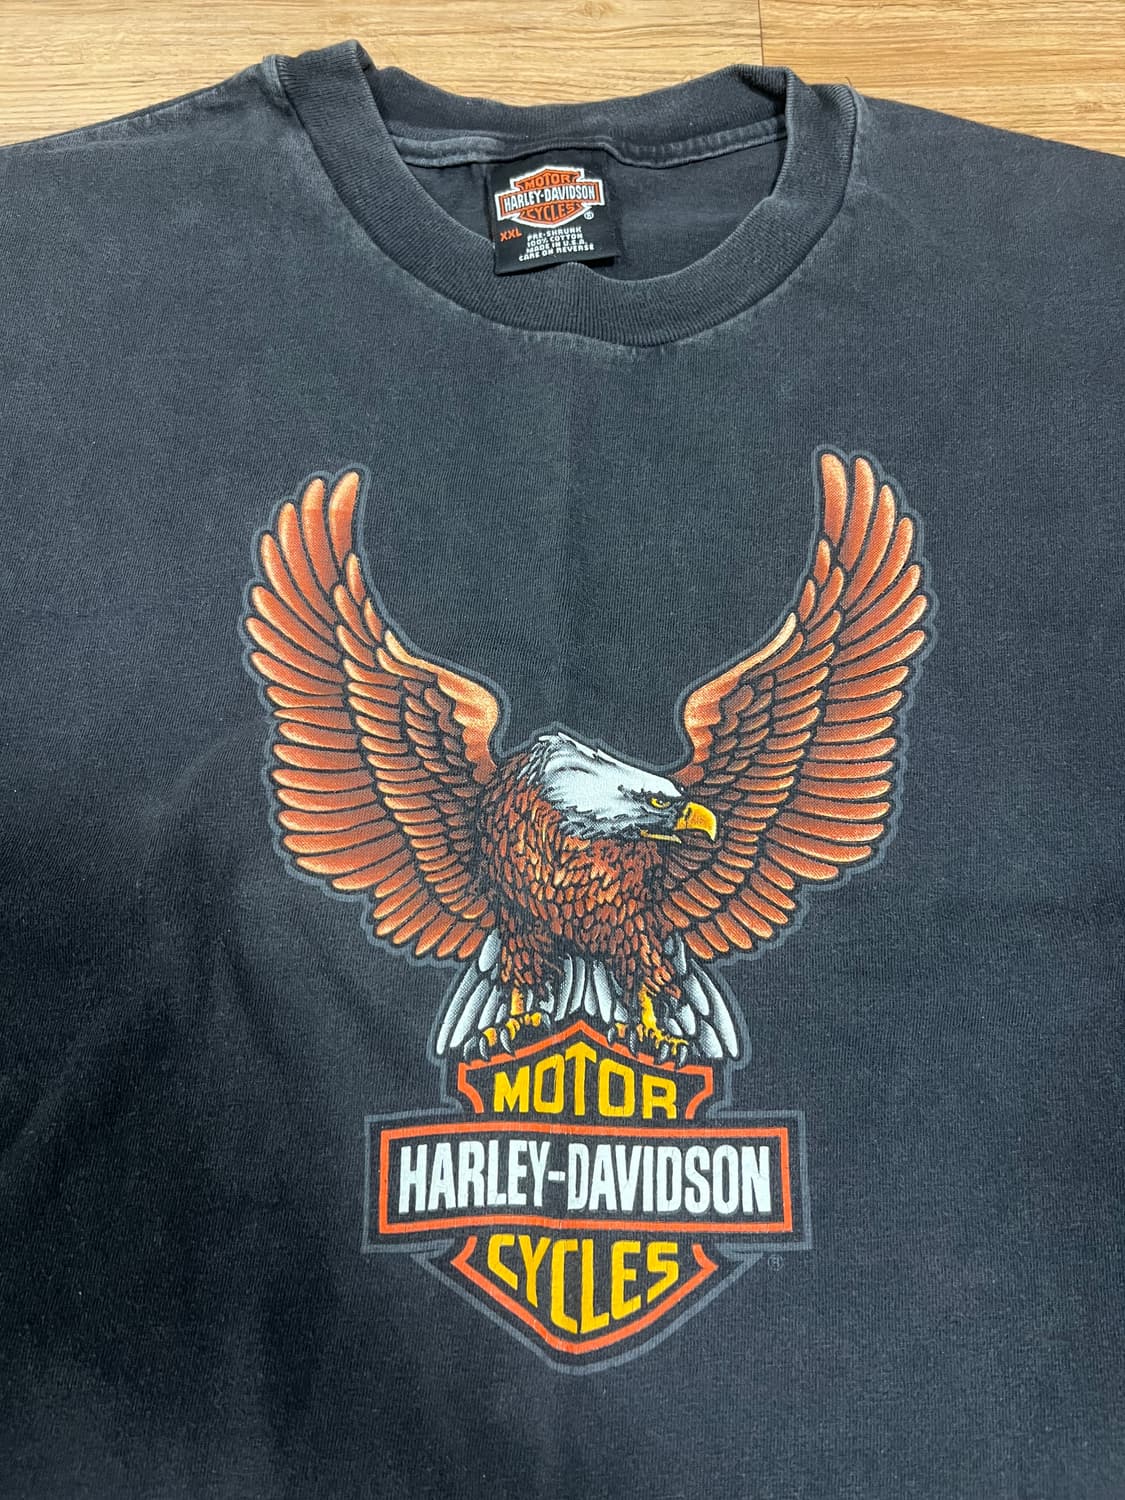 MOTOR
HARLEY-DAVIDSON
CYCLES ®
XXL PRE-SHRUNK
100% COTTON
MADE IN U.S.A.
CARE ON REVERSE
MOTOR
HARLEY-DAVIDSON
CYCLES ®